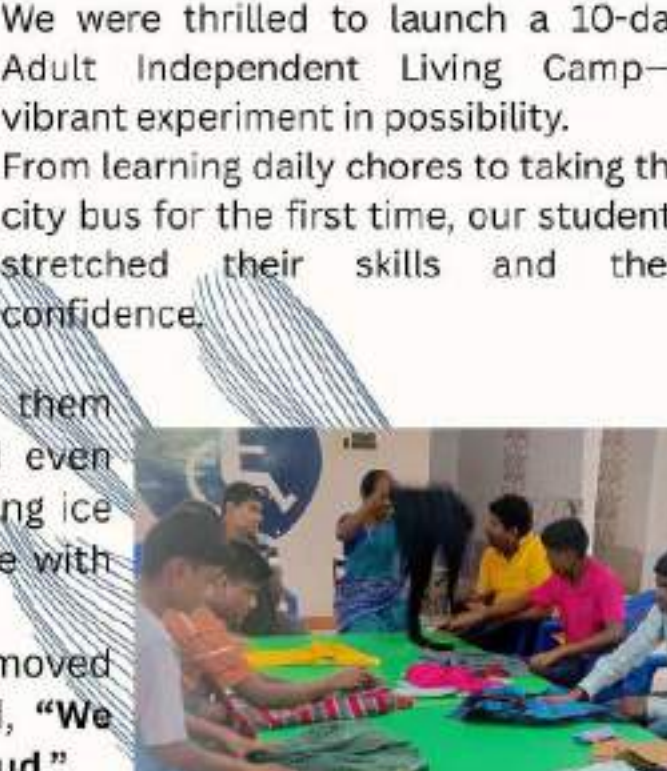 We were thrilled to launch a 10-da
Adult Independent Living Camp—
vibrant experiment in possibility.
From learning daily chores to taking th
city bus for the first time, our student
stretched their skills and the
confidence.
them
even
ng ice
e with
moved
, “We
ud.”